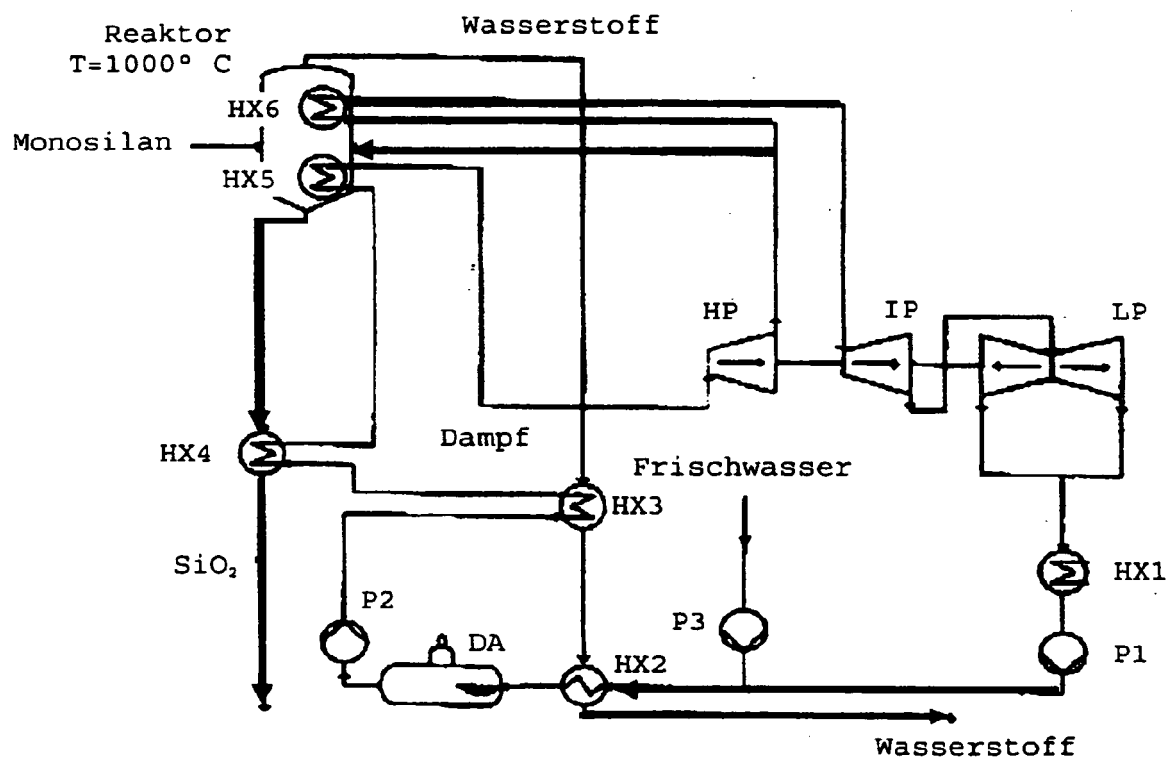 Wasserstoff
Reaktor
T=1000° C
HX6
Monosilan
HX5
HP
IP
LP
Dampf
HX4
Frischwasser
HX3
SiO₂
HX1
P2
P3
DA
HX2
P1
Wasserstoff